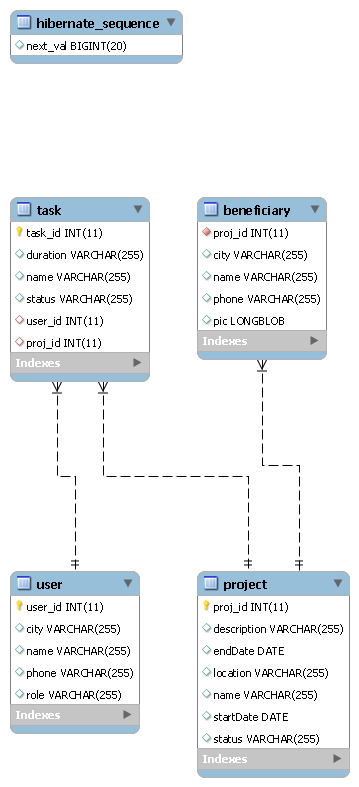 hibernate_sequence
next_val BIGINT(20)
task
task_id INT(11)
duration VARCHAR(255)
name VARCHAR(255)
status VARCHAR(255)
user_id INT(11)
proj_id INT(11)
Indexes
beneficiary
proj_id INT(11)
city VARCHAR(255)
name VARCHAR(255)
phone VARCHAR(255)
pic LONGBLOB
Indexes
user
user_id INT(11)
city VARCHAR(255)
name VARCHAR(255)
phone VARCHAR(255)
role VARCHAR(255)
Indexes
project
proj_id INT(11)
description VARCHAR(255)
endDate DATE
location VARCHAR(255)
name VARCHAR(255)
startDate DATE
status VARCHAR(255)
Indexes